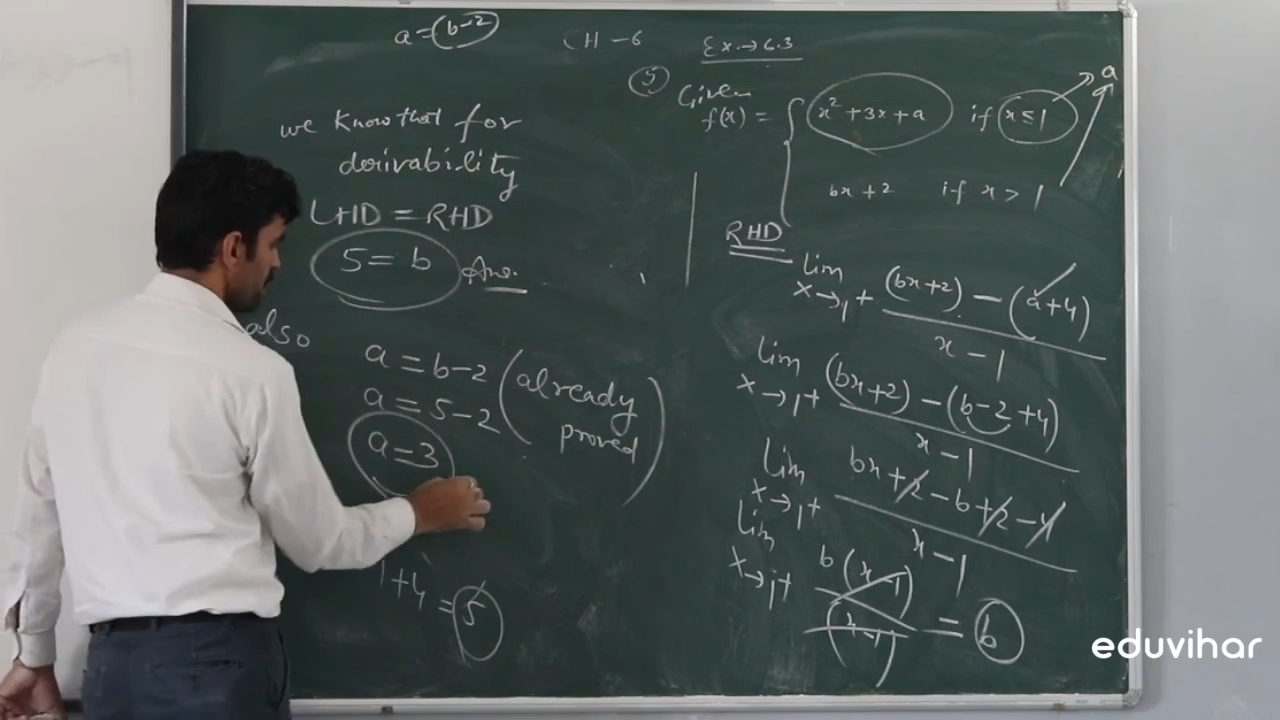 a = b-2
CH-6 Ex.→6.3
⑤ Given
f(x) = { x² + 3x + a if x ≤ 1 → a
bx + 2 if x > 1
we know that for
derivability
LHD = RHD
5 = b Ans.
also
a = b-2 (already
a = 5-2 proved)
a = 3
1+4 = 5
RHD
lim x→1+ (bx+2) - (a+4) / x-1
lim x→1+ (bx+2) - (b-2+4) / x-1
lim x→1+ bx+2-b+2-4 / x-1
lim x→1+ b(x-1) / (x-1) = b
eduvihar